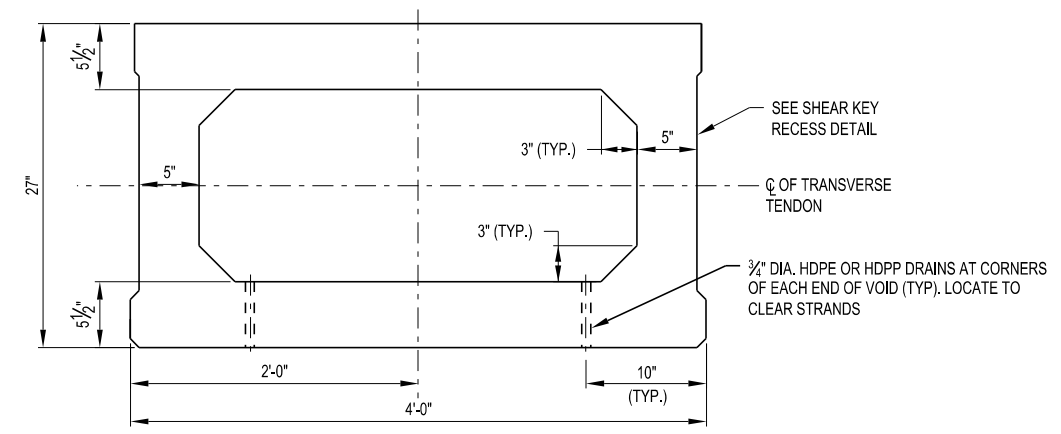 5½"
SEE SHEAR KEY
RECESS DETAIL
3" (TYP.)
5"
5"
27"
℄ OF TRANSVERSE
TENDON
3" (TYP.)
¾" DIA. HDPE OR HDPP DRAINS AT CORNERS
OF EACH END OF VOID (TYP). LOCATE TO
CLEAR STRANDS
5½"
2'-0"
10"
(TYP.)
4'-0"